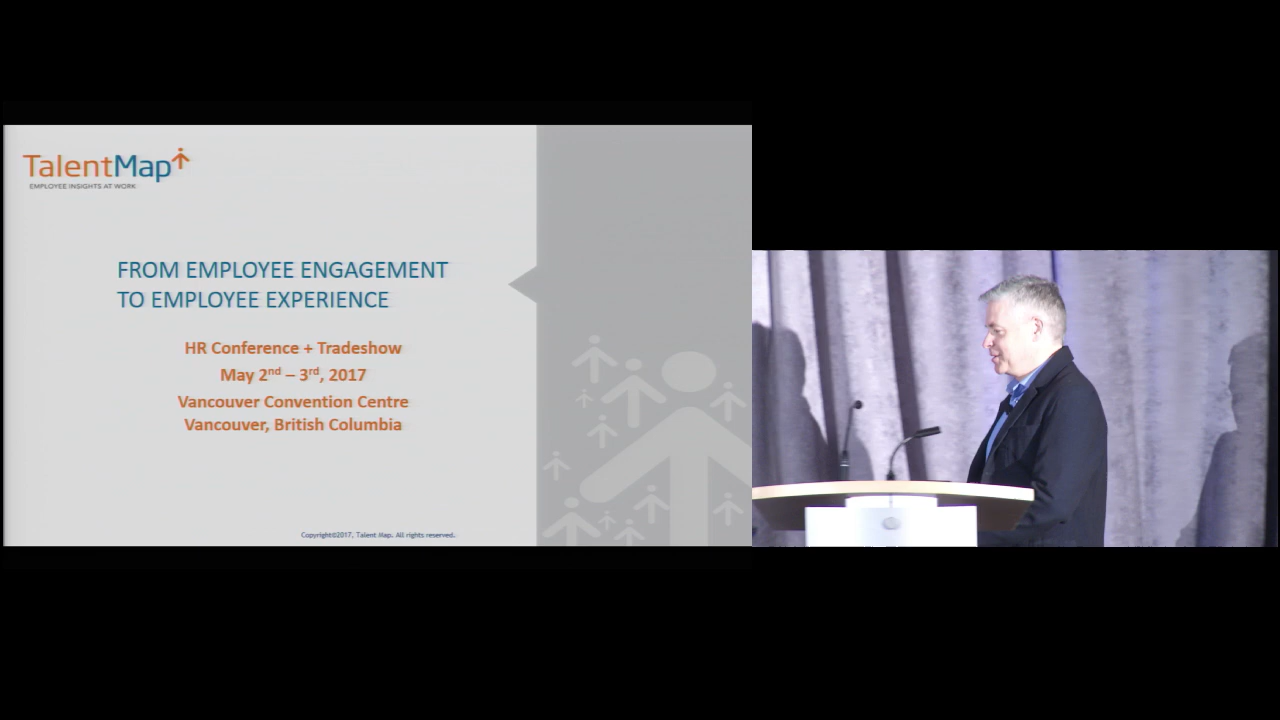 TalentMap
EMPLOYEE INSIGHTS AT WORK
FROM EMPLOYEE ENGAGEMENT
TO EMPLOYEE EXPERIENCE
HR Conference + Tradeshow
May 2nd – 3rd, 2017
Vancouver Convention Centre
Vancouver, British Columbia
Copyright©2017, Talent Map. All rights reserved.